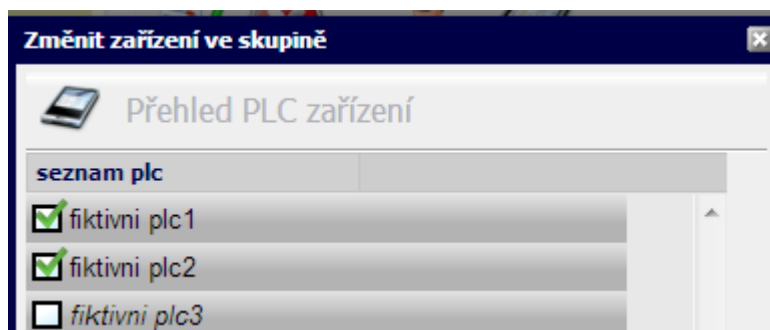 Změnit zařízení ve skupině
Přehled PLC zařízení
seznam plc
fiktivni plc1
fiktivni plc2
fiktivni plc3